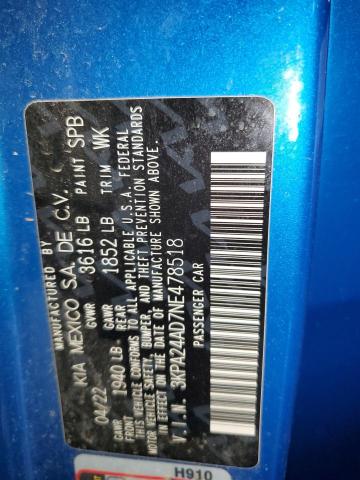 MANUFACTURED BY
KIA MEXICO S.A. DE C.V. PAINT SPB
04/22 GVWR 3616 LB TRIM WK
GAWR FRONT 1940 LB GAWR REAR 1852 LB
THIS VEHICLE CONFORMS TO ALL APPLICABLE U.S.A. FEDERAL
MOTOR VEHICLE SAFETY, BUMPER, AND THEFT PREVENTION STANDARDS
IN EFFECT ON THE DATE OF MANUFACTURE SHOWN ABOVE.
V.I.N. 3KPA24AD7NE478518
PASSENGER CAR
H910